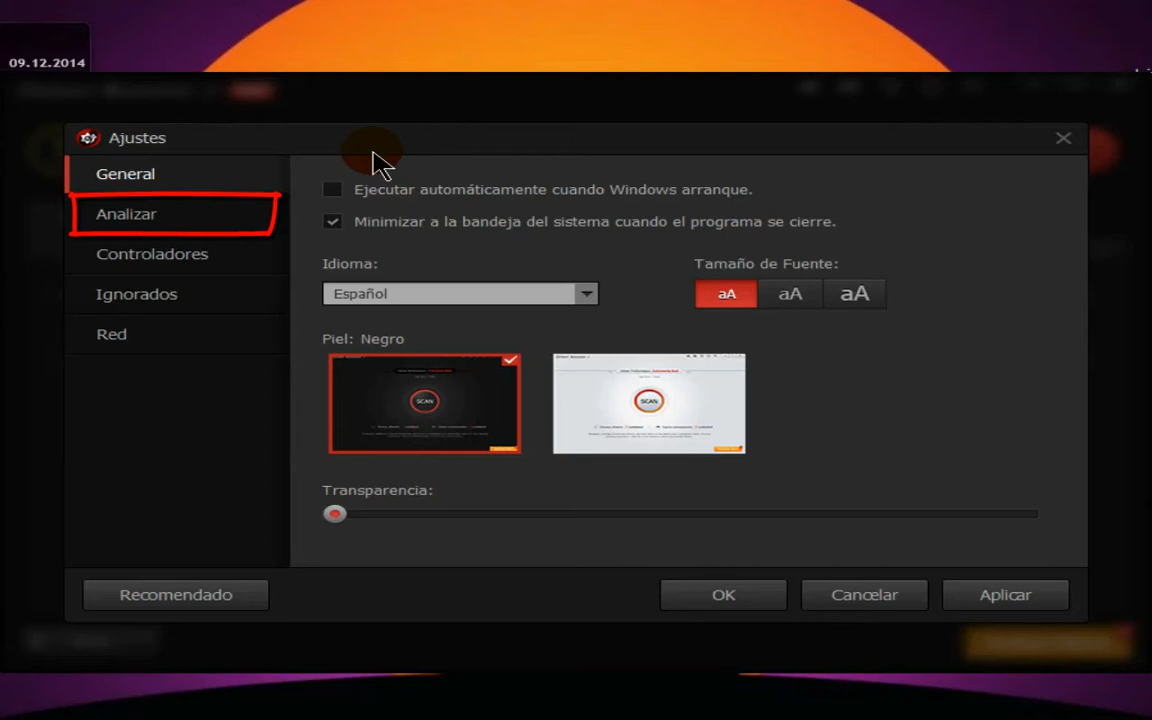 09.12.2014
Ajustes
General
Analizar
Controladores
Ignorados
Red
Ejecutar automáticamente cuando Windows arranque.
Minimizar a la bandeja del sistema cuando el programa se cierre.
Idioma:
Tamaño de Fuente:
Español
aA aA aA
Piel: Negro
SCAN
SCAN
Transparencia:
Recomendado
OK
Cancelar
Aplicar